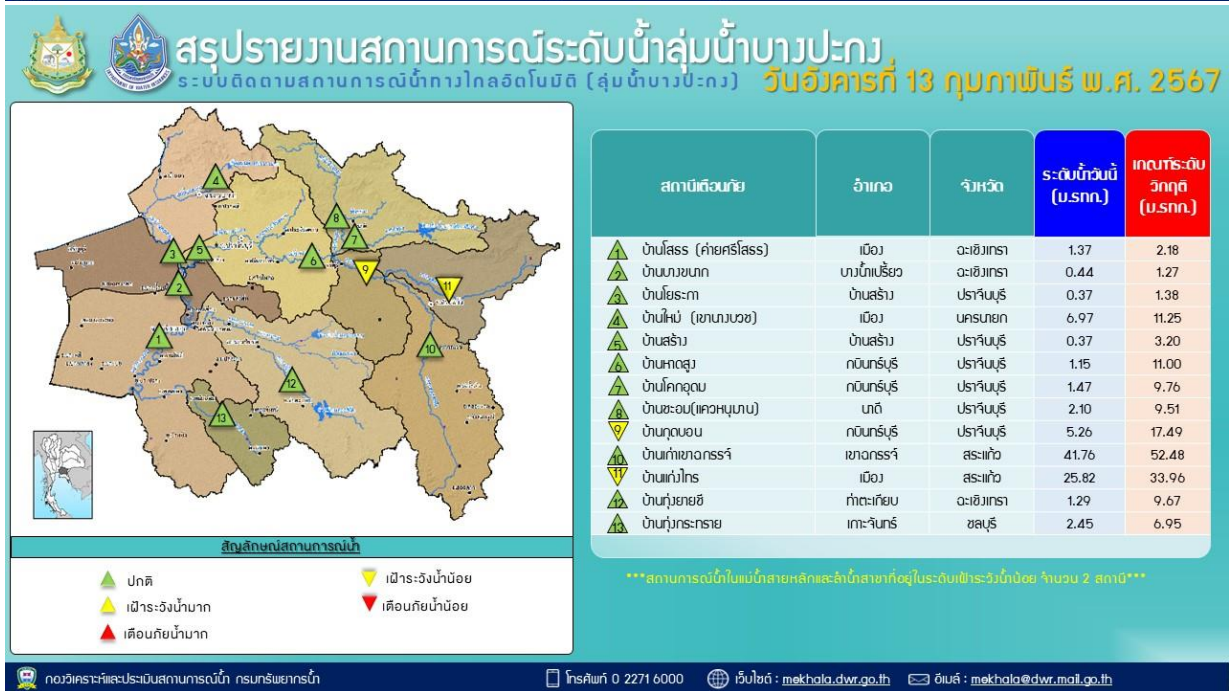 สรุปรายงานสถานการณ์ระดับน้ำลุ่มน้ำบางปะกง
ระบบติดตามสถานการณ์น้ำทางไกลอัตโนมัติ (ลุ่มน้ำบางปะกง)
วันอังคารที่ 13 กุมภาพันธ์ พ.ศ. 2567
4
8
3
5
6
7
9
2
11
1
10
12
13
สัญลักษณ์สถานการณ์น้ำ
ปกติ
เฝ้าระวังน้ำน้อย
เฝ้าระวังน้ำมาก
เตือนภัยน้ำน้อย
เตือนภัยน้ำมาก
สถานีเตือนภัย อำเภอ จังหวัด ระดับน้ำวันนี้ (ม.รทก.) เกณฑ์ระดับวิกฤติ (ม.รทก.)
1 บ้านโสธร (ค่ายศรีโสธร) เมือง ฉะเชิงเทรา 1.37 2.18
2 บ้านบางขนาก บางน้ำเปรี้ยว ฉะเชิงเทรา 0.44 1.27
3 บ้านโยธะกา บ้านสร้าง ปราจีนบุรี 0.37 1.38
4 บ้านใหม่ (เขานางบวช) เมือง นครนายก 6.97 11.25
5 บ้านสร้าง บ้านสร้าง ปราจีนบุรี 0.37 3.20
6 บ้านหาดสูง กบินทร์บุรี ปราจีนบุรี 1.15 11.00
7 บ้านโคกอุดม กบินทร์บุรี ปราจีนบุรี 1.47 9.76
8 บ้านชะอม(แควหนุมาน) นาดี ปราจีนบุรี 2.10 9.51
9 บ้านกุดบอน กบินทร์บุรี ปราจีนบุรี 5.26 17.49
10 บ้านเก่าเขาฉกรรจ์ เขาฉกรรจ์ สระแก้ว 41.76 52.48
11 บ้านแก่งไทร เมือง สระแก้ว 25.82 33.96
12 บ้านทุ่งยายชี ท่าตะเกียบ ฉะเชิงเทรา 1.29 9.67
13 บ้านทุ่งกระทราย เกาะจันทร์ ชลบุรี 2.45 6.95
***สถานการณ์น้ำในแม่น้ำสายหลักและลำน้ำสาขาที่อยู่ในระดับเฝ้าระวังน้ำน้อย จำนวน 2 สถานี***
กองวิเคราะห์และประเมินสถานการณ์น้ำ กรมทรัพยากรน้ำ โทรศัพท์ 0 2271 6000 เว็บไซต์ : mekhala.dwr.go.th อีเมล์ : mekhala@dwr.mail.go.th